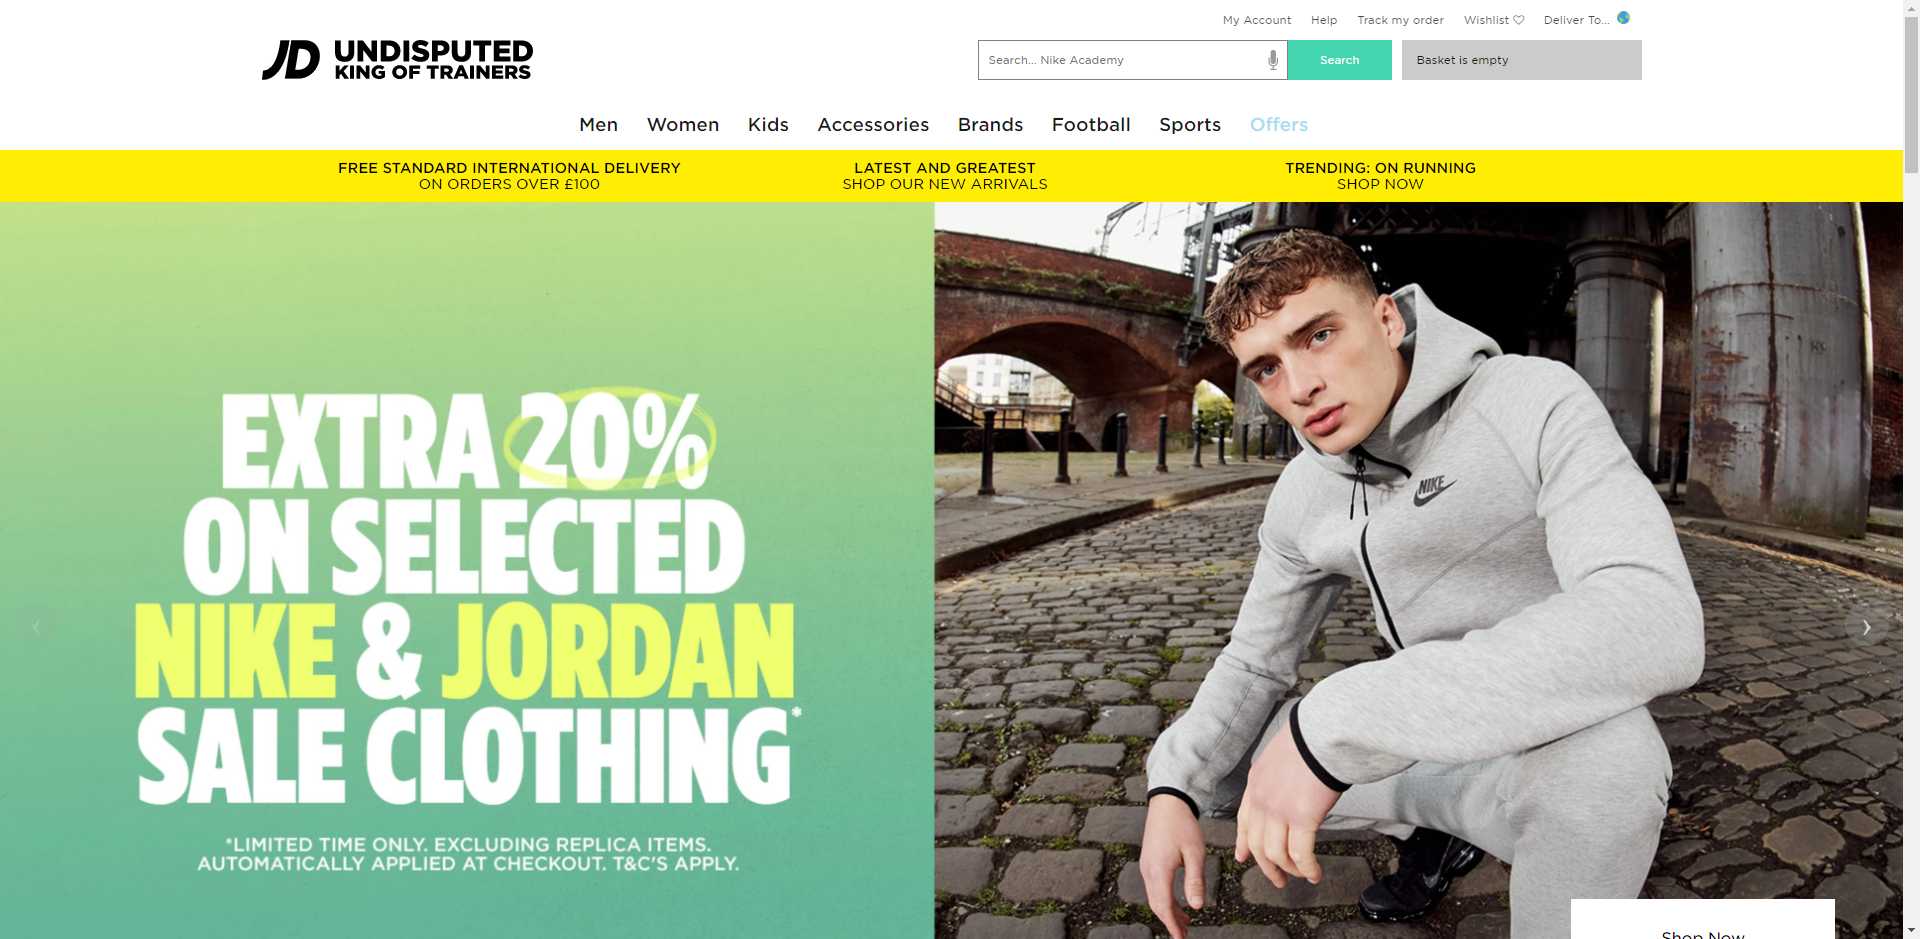 My Account Help Track my order Wishlist Deliver To...
JD UNDISPUTED
KING OF TRAINERS
Search... Nike Academy
Search
Basket is empty
Men Women Kids Accessories Brands Football Sports Offers
FREE STANDARD INTERNATIONAL DELIVERY
ON ORDERS OVER £100
LATEST AND GREATEST
SHOP OUR NEW ARRIVALS
TRENDING: ON RUNNING
SHOP NOW
EXTRA 20%
ON SELECTED
NIKE & JORDAN
SALE CLOTHING*
*LIMITED TIME ONLY. EXCLUDING REPLICA ITEMS.
AUTOMATICALLY APPLIED AT CHECKOUT. T&C'S APPLY.
NIKE
Shop Now